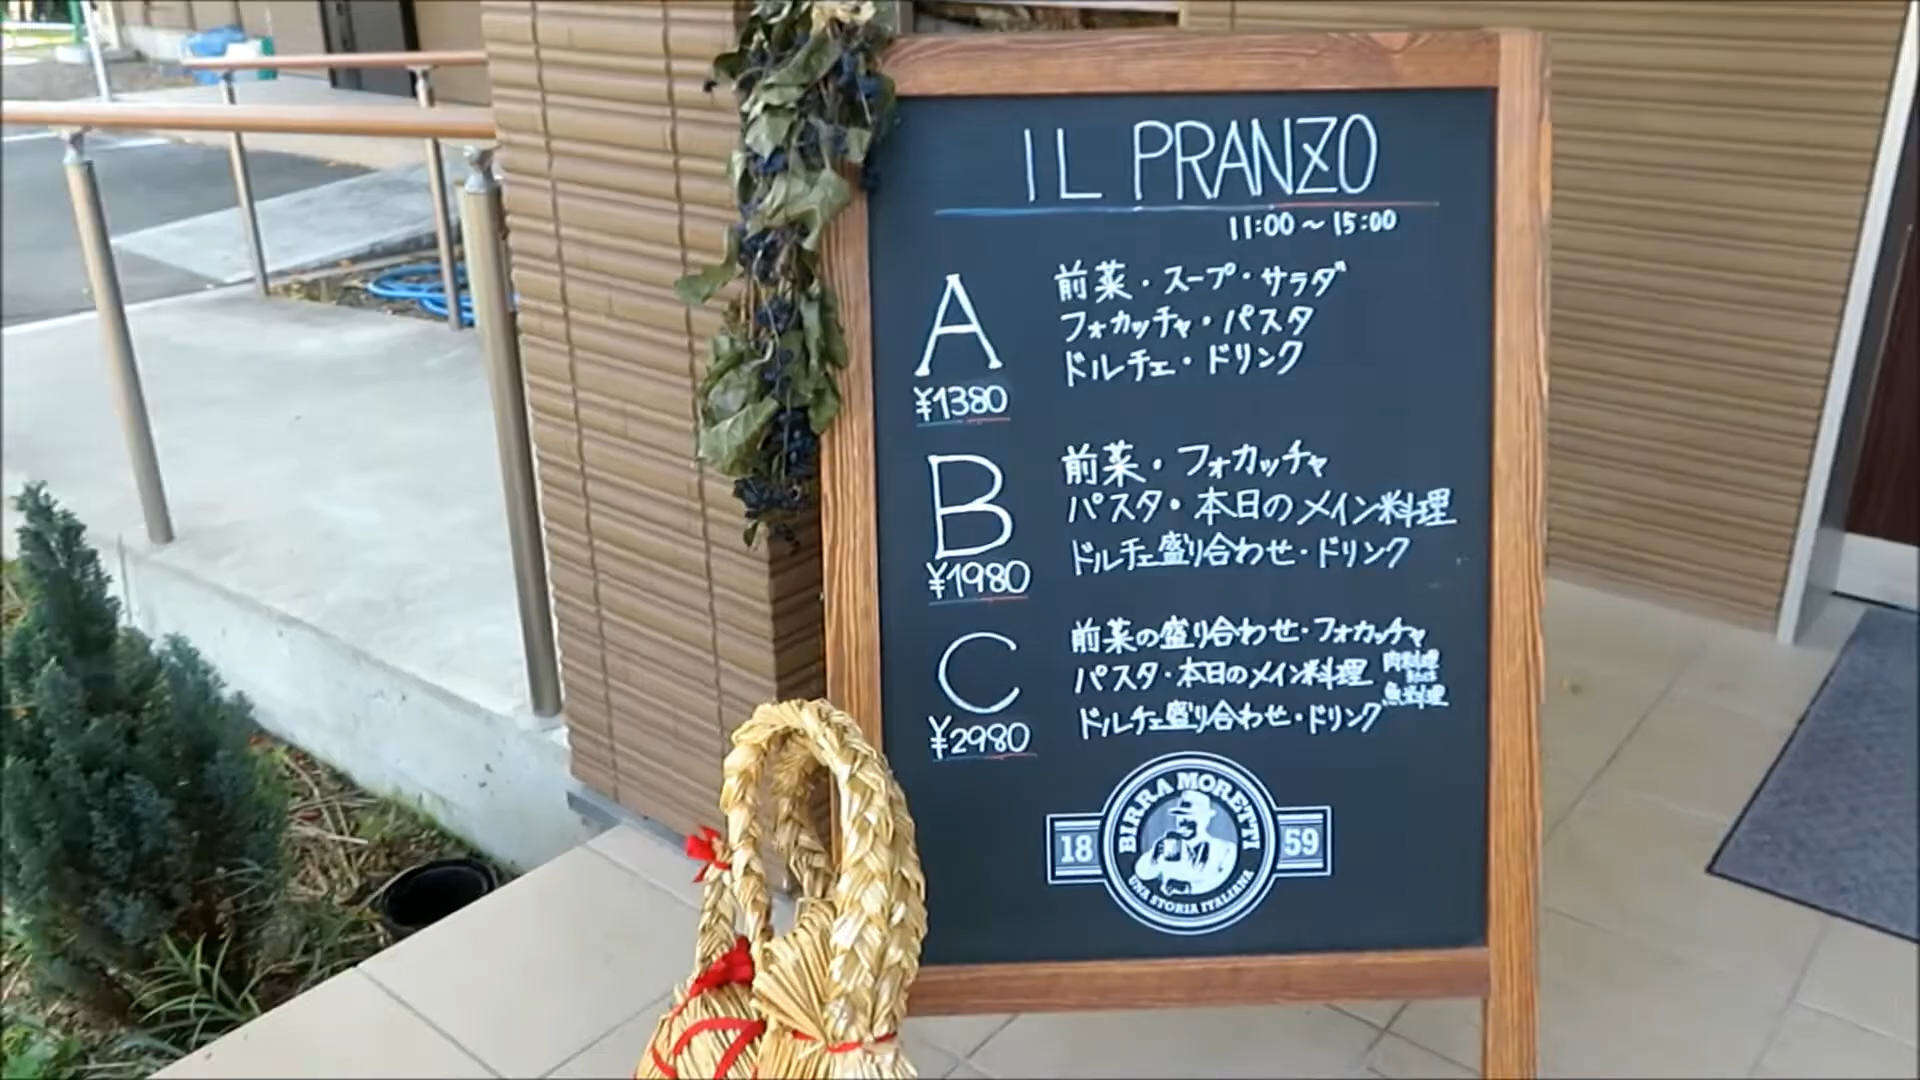 IL PRANZO
11:00～15:00
A
¥1380
前菜・スープ・サラダ
フォカッチャ・パスタ
ドルチェ・ドリンク
B
¥1980
前菜・フォカッチャ
パスタ・本日のメイン料理
ドルチェ盛り合わせ・ドリンク
C
¥2980
前菜の盛り合わせ・フォカッチャ
パスタ・本日のメイン料理
肉料理
魚料理
ドルチェ盛り合わせ・ドリンク
BIRRA MORETTI
18 59
UNA STORIA ITALIANA